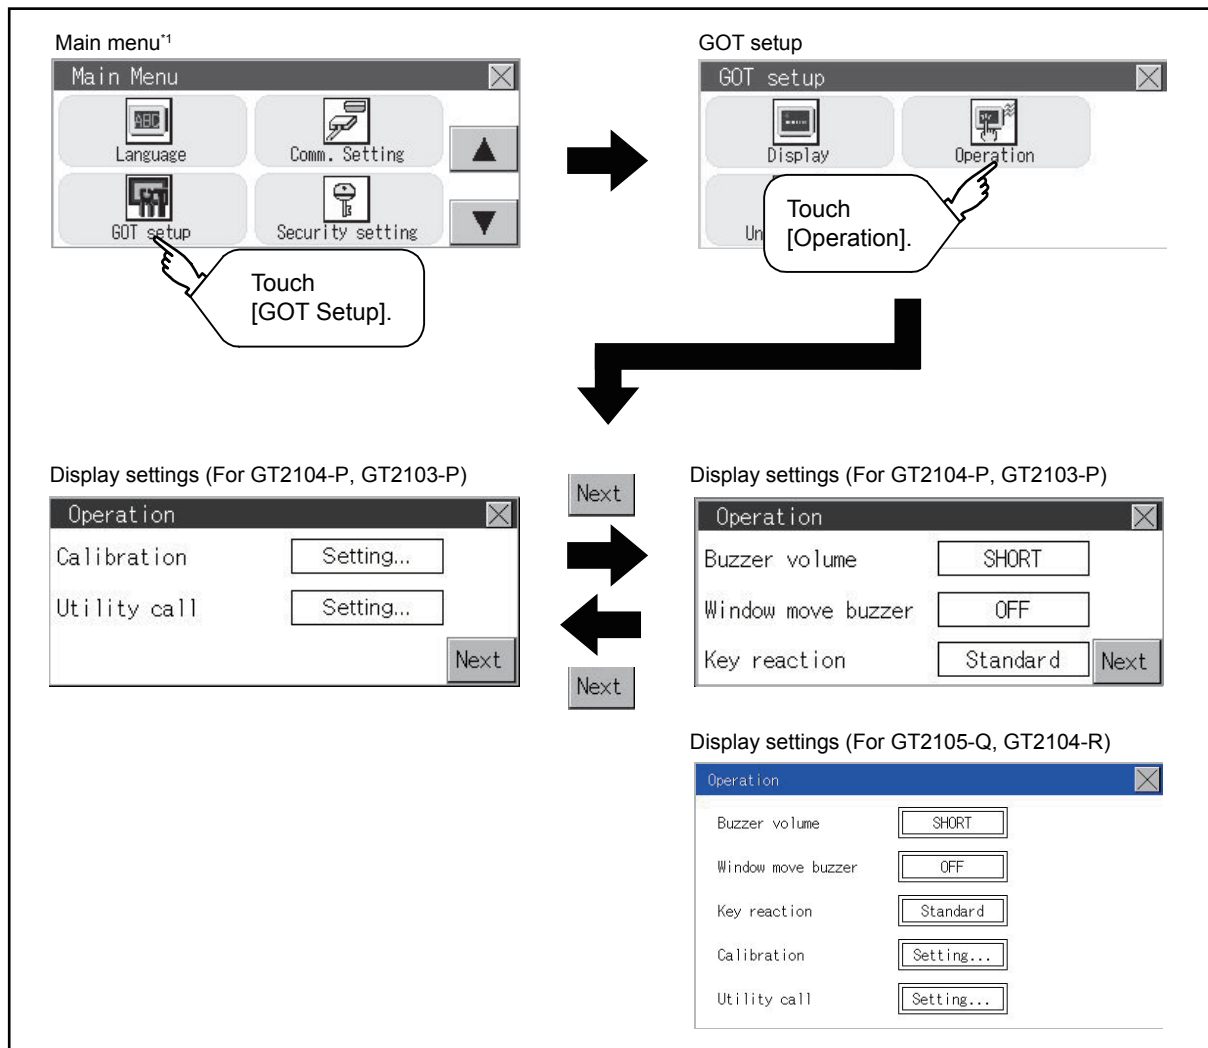 Main menu*1
Main Menu
Language
Comm. Setting
GOT setup
Security setting
Touch
[GOT Setup].
GOT setup
GOT setup
Display
Operation
Un
Touch
[Operation].
Display settings (For GT2104-P, GT2103-P)
Operation
Calibration
Setting...
Utility call
Setting...
Next
Next
Next
Display settings (For GT2104-P, GT2103-P)
Operation
Buzzer volume
SHORT
Window move buzzer
OFF
Key reaction
Standard
Next
Display settings (For GT2105-Q, GT2104-R)
Operation
Buzzer volume
SHORT
Window move buzzer
OFF
Key reaction
Standard
Calibration
Setting...
Utility call
Setting...